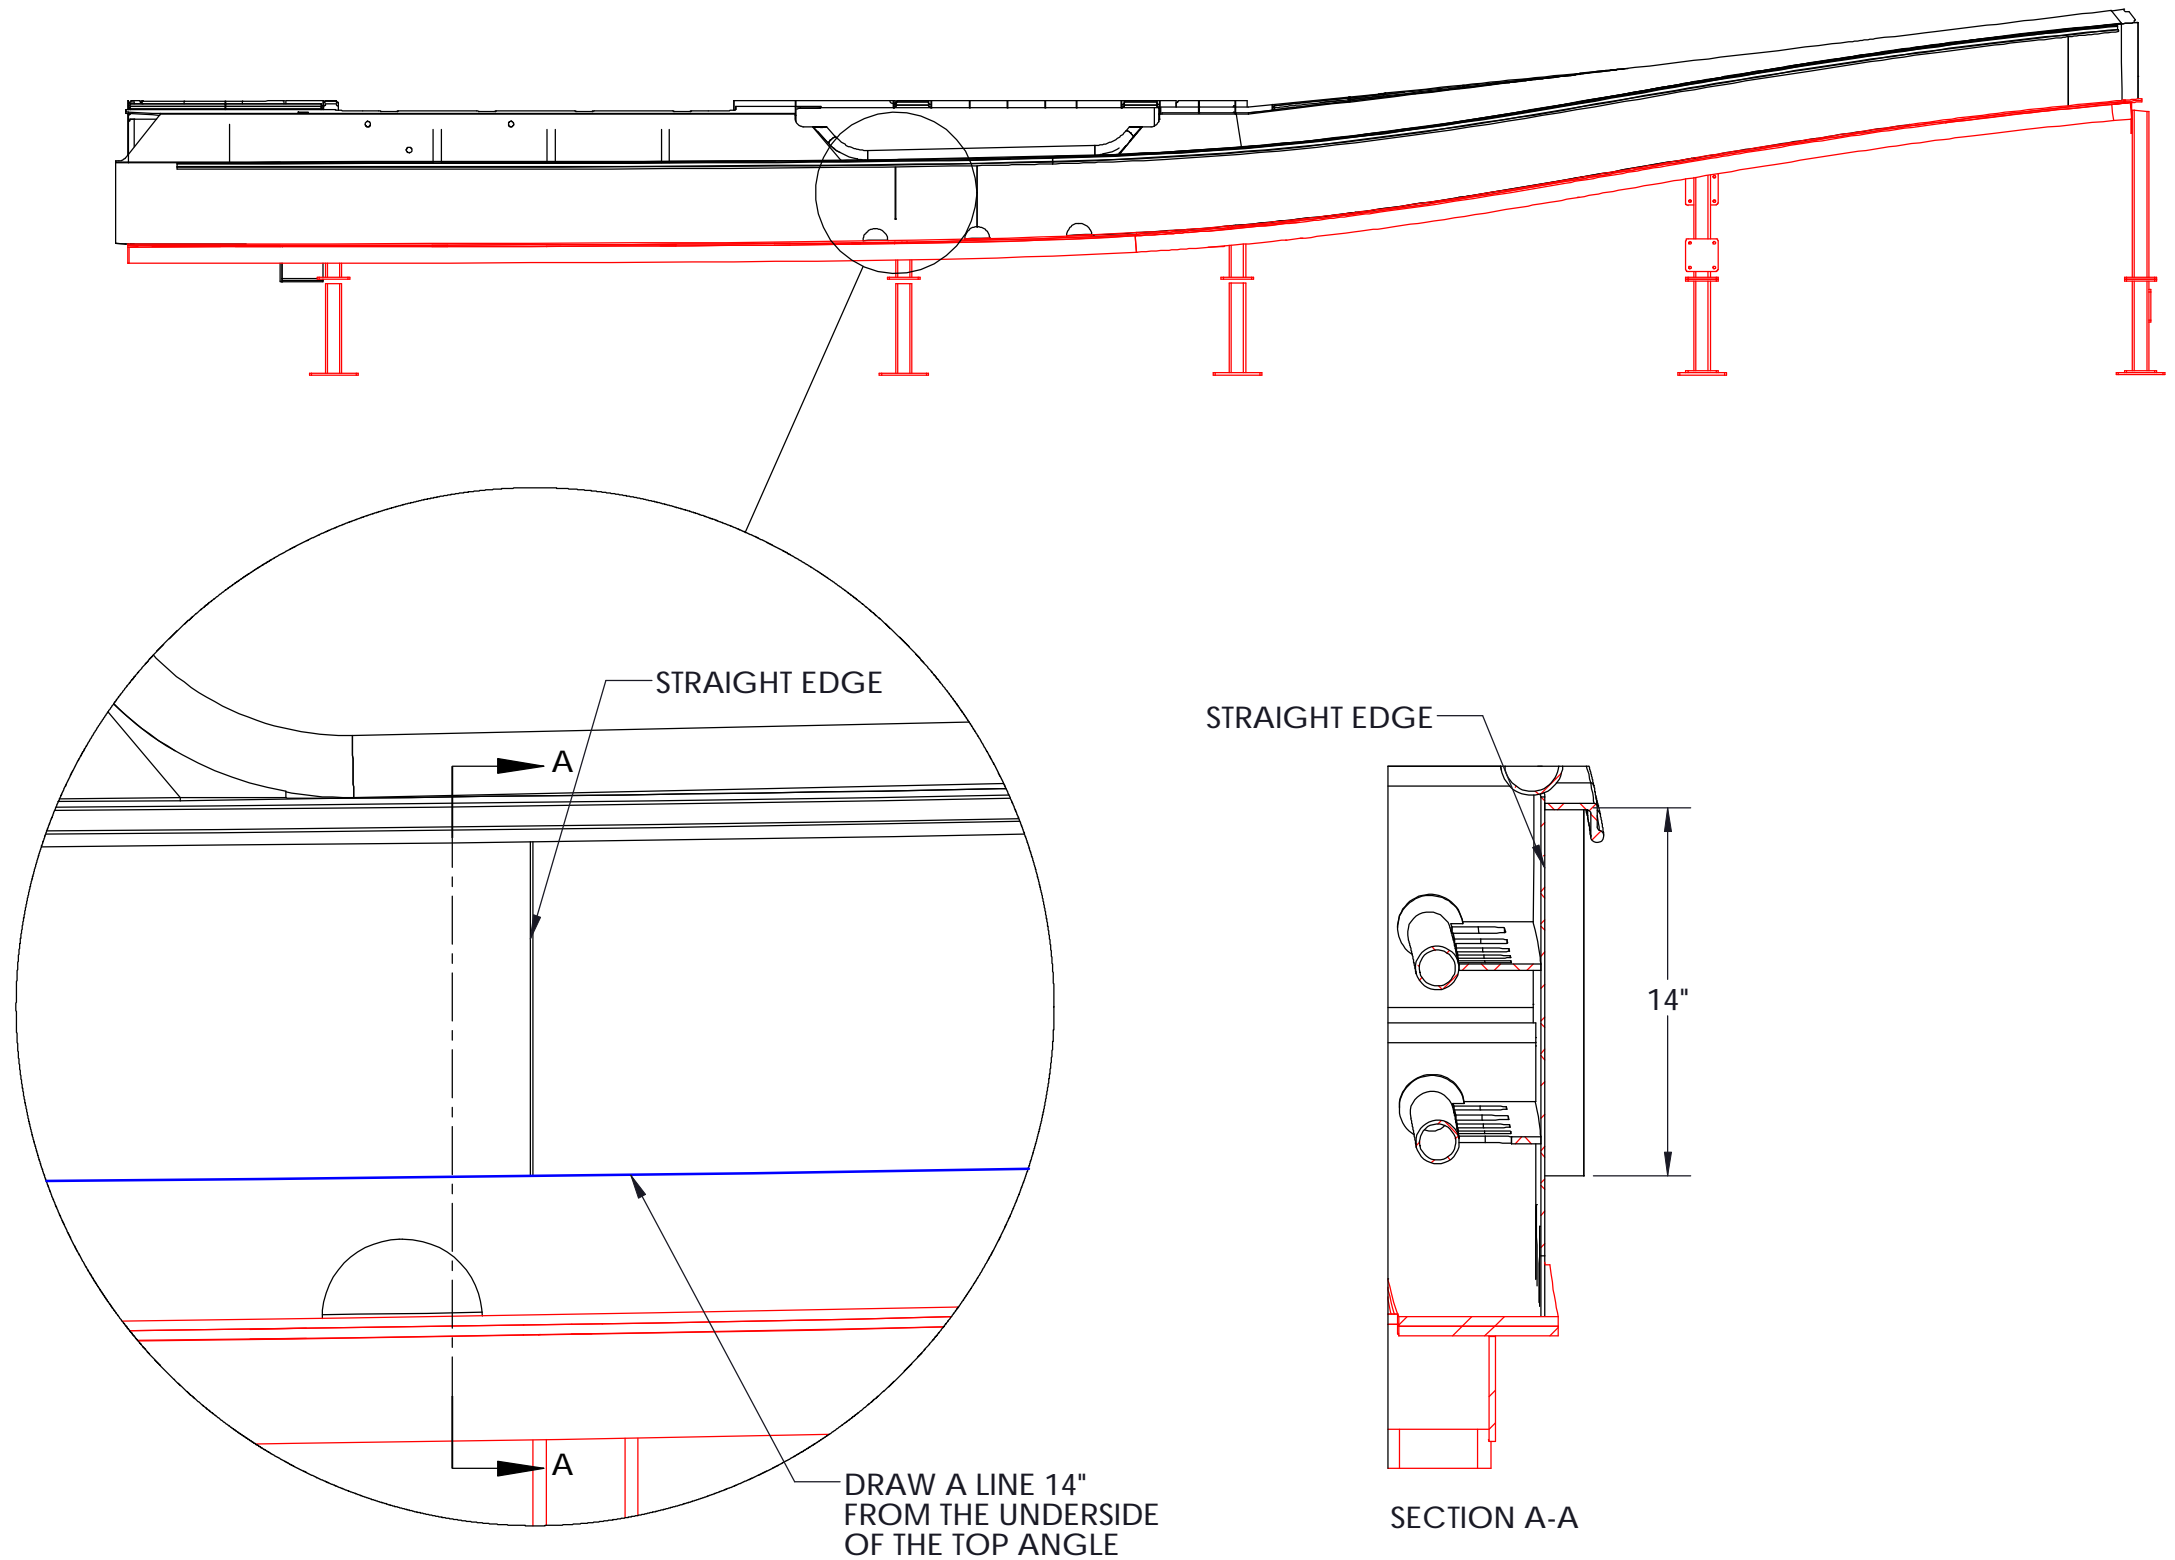 STRAIGHT EDGE
A
A
DRAW A LINE 14"
FROM THE UNDERSIDE
OF THE TOP ANGLE
STRAIGHT EDGE
14"
SECTION A-A